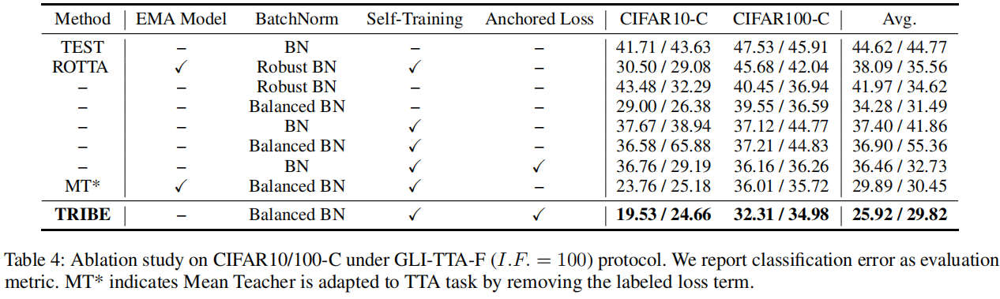 Method EMA Model BatchNorm Self-Training Anchored Loss CIFAR10-C CIFAR100-C Avg.
TEST – BN – – 41.71 / 43.63 47.53 / 45.91 44.62 / 44.77
ROTTA ✓ Robust BN ✓ – 30.50 / 29.08 45.68 / 42.04 38.09 / 35.56
– – Robust BN – – 43.48 / 32.29 40.45 / 36.94 41.97 / 34.62
– – Balanced BN – – 29.00 / 26.38 39.55 / 36.59 34.28 / 31.49
– – BN ✓ – 37.67 / 38.94 37.12 / 44.77 37.40 / 41.86
– – Balanced BN ✓ – 36.58 / 65.88 37.21 / 44.83 36.90 / 55.36
– – BN ✓ ✓ 36.76 / 29.19 36.16 / 36.26 36.46 / 32.73
MT* ✓ Balanced BN ✓ – 23.76 / 25.18 36.01 / 35.72 29.89 / 30.45
TRIBE – Balanced BN ✓ ✓ 19.53 / 24.66 32.31 / 34.98 25.92 / 29.82
Table 4: Ablation study on CIFAR10/100-C under GLI-TTA-F (I.F. = 100) protocol. We report classification error as evaluation
metric. MT* indicates Mean Teacher is adapted to TTA task by removing the labeled loss term.